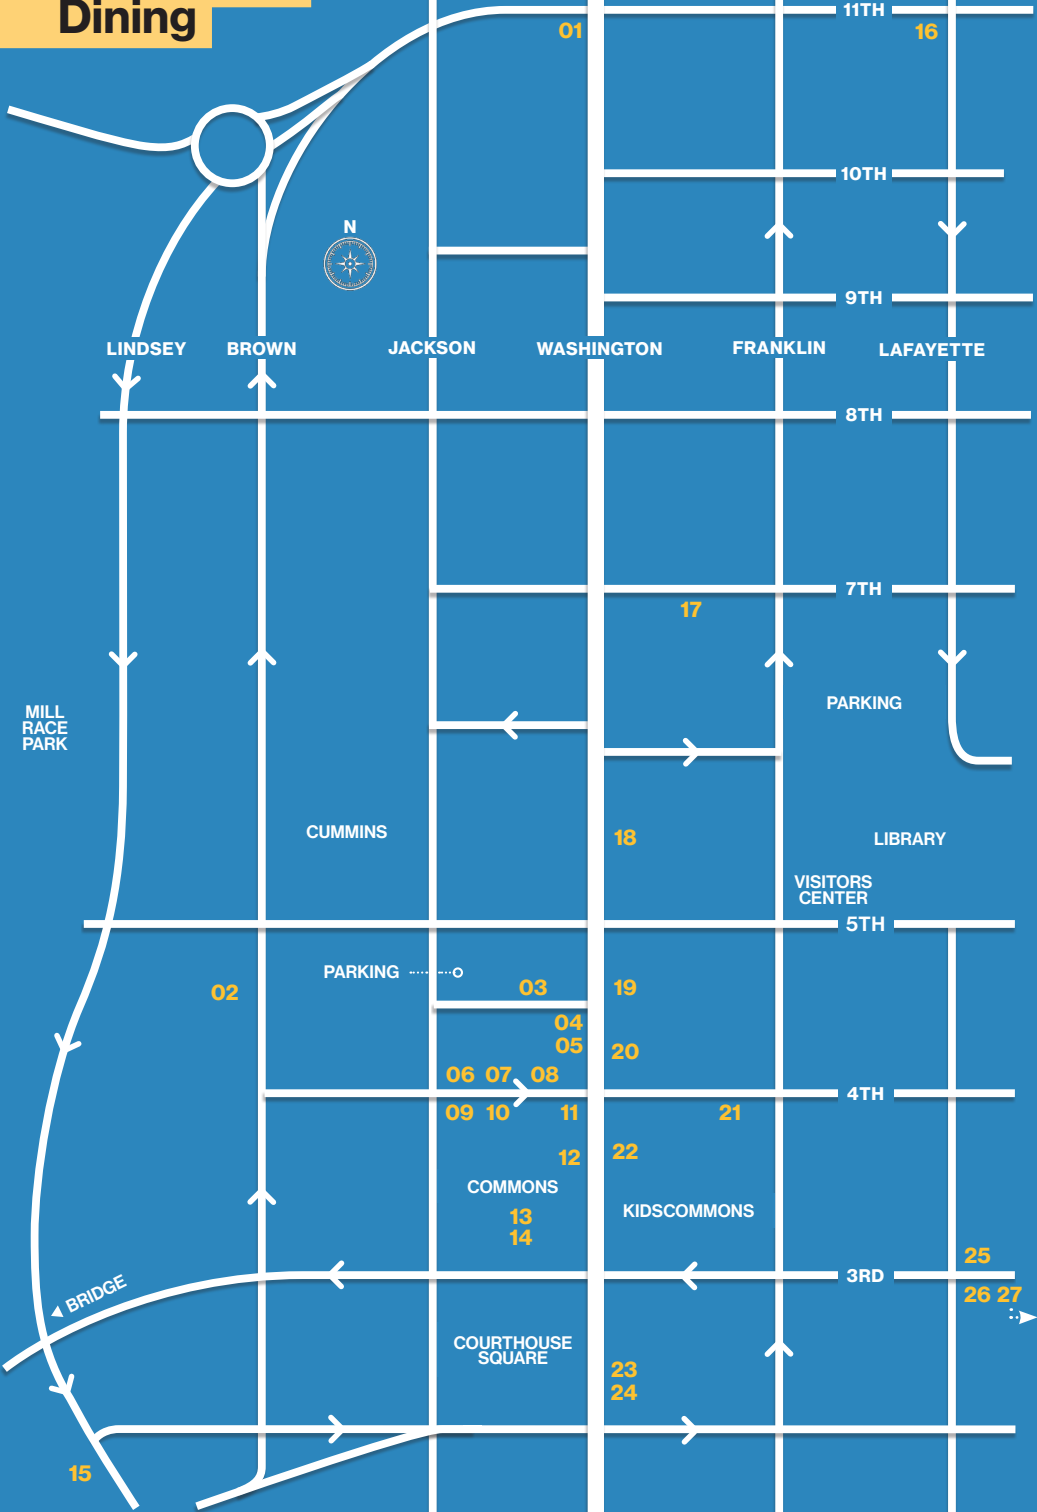 Dining
11TH
01
16
10TH
N
9TH
LINDSEY
BROWN
JACKSON
WASHINGTON
FRANKLIN
LAFAYETTE
8TH
7TH
17
MILL
RACE
PARK
PARKING
CUMMINS
18
LIBRARY
VISITORS
CENTER
5TH
PARKING
02
03
19
04
05
20
06 07 08
4TH
09 10 11
21
12
22
COMMONS
13
14
KIDSCOMMONS
25
3RD
26 27
BRIDGE
COURTHOUSE
SQUARE
23
24
15